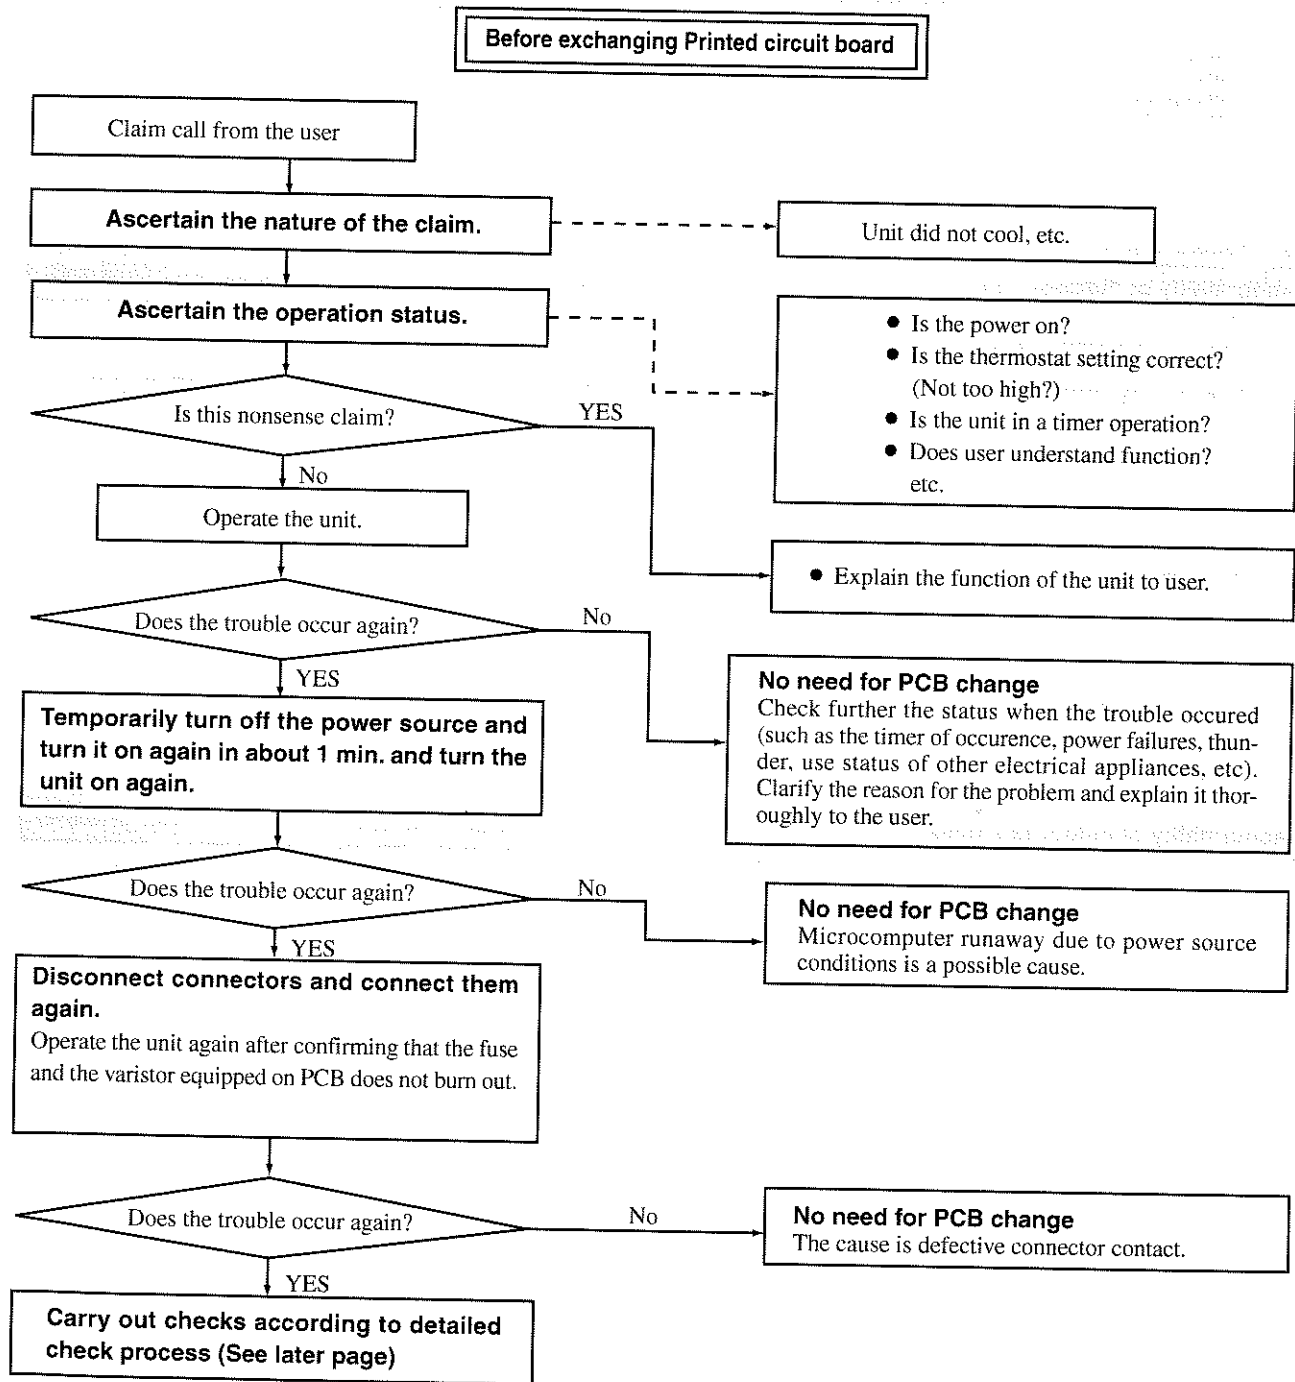 Before exchanging Printed circuit board
Claim call from the user
Ascertain the nature of the claim.
Unit did not cool, etc.
Ascertain the operation status.
● Is the power on?
● Is the thermostat setting correct?
(Not too high?)
● Is the unit in a timer operation?
● Does user understand function?
etc.
Is this nonsense claim?
YES
No
Operate the unit.
● Explain the function of the unit to user.
Does the trouble occur again?
No
YES
No need for PCB change
Check further the status when the trouble occured
(such as the timer of occurence, power failures, thun-
der, use status of other electrical appliances, etc).
Clarify the reason for the problem and explain it thor-
oughly to the user.
Temporarily turn off the power source and
turn it on again in about 1 min. and turn the
unit on again.
Does the trouble occur again?
No
YES
No need for PCB change
Microcomputer runaway due to power source
conditions is a possible cause.
Disconnect connectors and connect them
again.
Operate the unit again after confirming that the fuse
and the varistor equipped on PCB does not burn out.
Does the trouble occur again?
No
YES
No need for PCB change
The cause is defective connector contact.
Carry out checks according to detailed
check process (See later page)